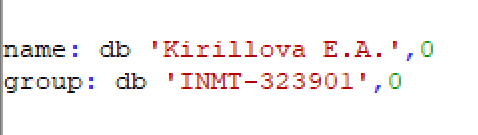 name: db 'Kirillova E.A.',0
group: db 'INMT-323901',0